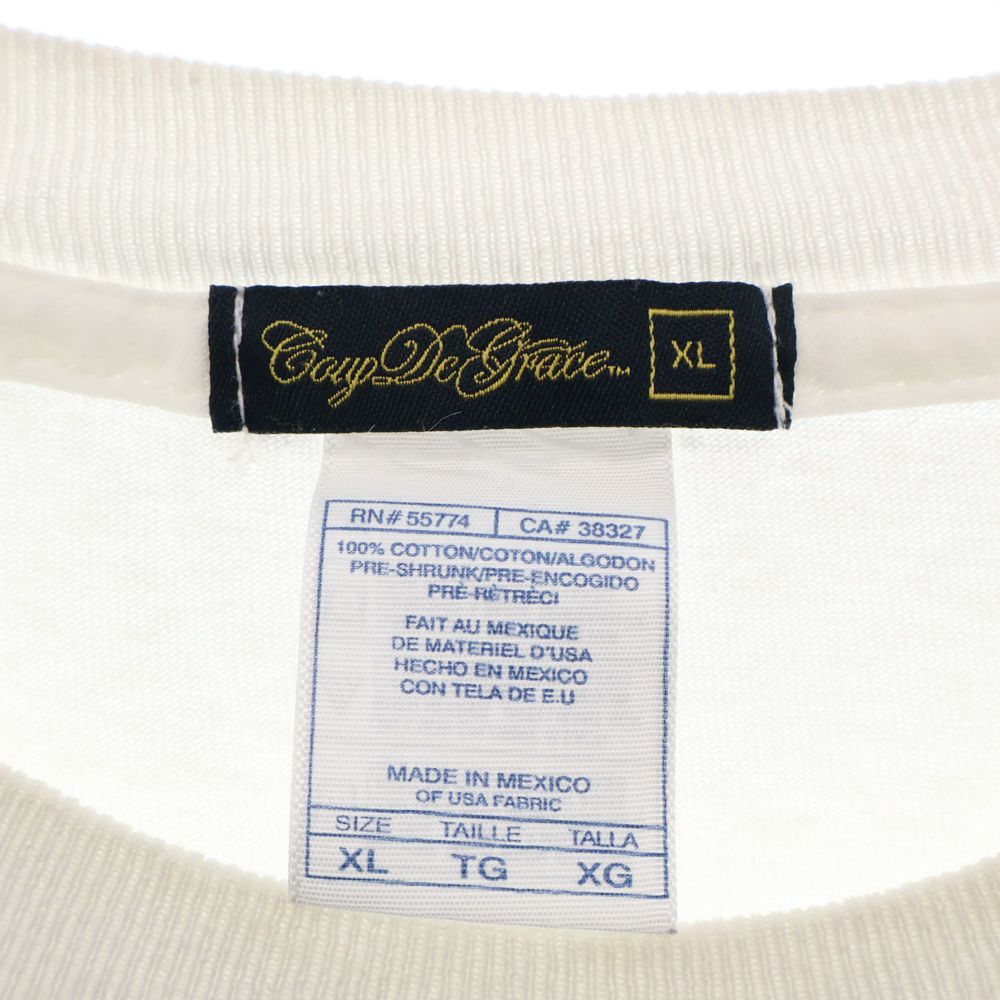 Coup De Grace™ XL
RN# 55774 CA# 38327
100% COTTON/COTON/ALGODON
PRE-SHRUNK/PRE-ENCOGIDO
PRÉ-RÉTRÉCI
FAIT AU MEXIQUE
DE MATERIEL D'USA
HECHO EN MEXICO
CON TELA DE E.U
MADE IN MEXICO
OF USA FABRIC
SIZE TAILLE TALLA
XL TG XG